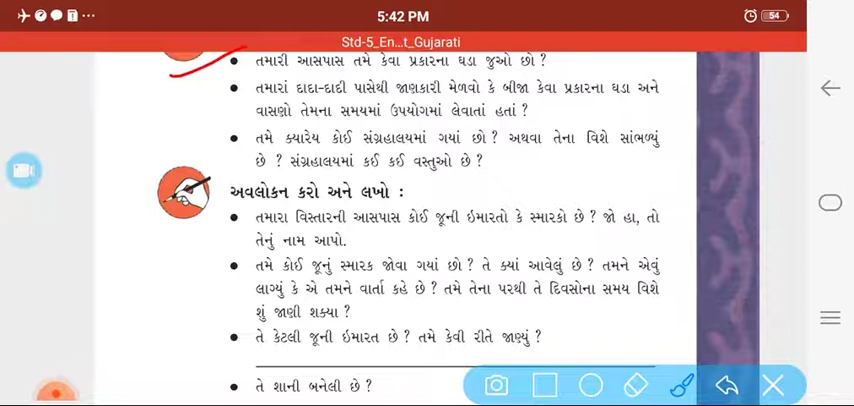 5:42 PM
54
Std-5_En...t_Gujarati
• તમારી આસપાસ તમે કેવા પ્રકારના ઘડા જુઓ છો ?
• તમારાં દાદા-દાદી પાસેથી જાણકારી મેળવો કે બીજા કેવા પ્રકારના ઘડા અને
વાસણો તેમના સમયમાં ઉપયોગમાં લેવાતાં હતાં ?
• તમે ક્યારેય કોઈ સંગ્રહાલયમાં ગયાં છો ? અથવા તેના વિશે સાંભળ્યું
છે ? સંગ્રહાલયમાં કઈ કઈ વસ્તુઓ છે ?
અવલોકન કરો અને લખો :
• તમારા વિસ્તારની આસપાસ કોઈ જૂની ઇમારતો કે સ્મારકો છે ? જો હા, તો
તેનું નામ આપો.
• તમે કોઈ જૂનું સ્મારક જોવા ગયાં છો ? તે ક્યાં આવેલું છે ? તમને એવું
લાગ્યું કે એ તમને વાર્તા કહે છે ? તમે તેના પરથી તે દિવસોના સમય વિશે
શું જાણી શક્યા ?
• તે કેટલી જૂની ઇમારત છે ? તમે કેવી રીતે જાણ્યું ?
• તે શાની બનેલી છે ?